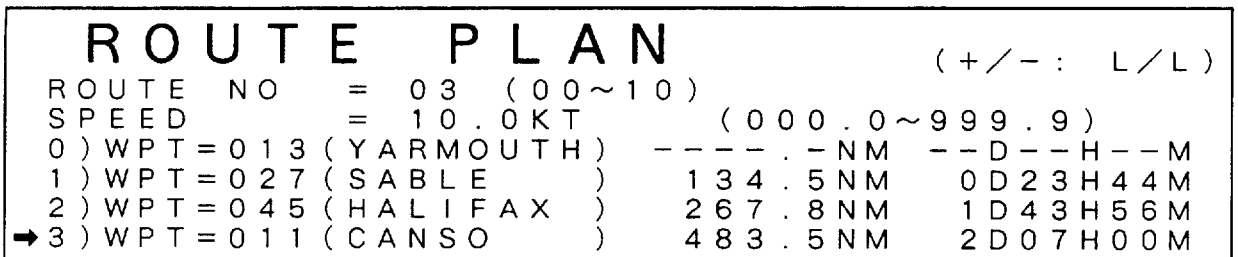 ROUTE PLAN (+/-: L/L)
ROUTE NO = 03 (00~10)
SPEED = 10.0KT (000.0~999.9)
0)WPT=013(YARMOUTH) ----.-NM --D--H--M
1)WPT=027(SABLE ) 134.5NM 0D23H44M
2)WPT=045(HALIFAX ) 267.8NM 1D43H56M
➡3)WPT=011(CANSO ) 483.5NM 2D07H00M